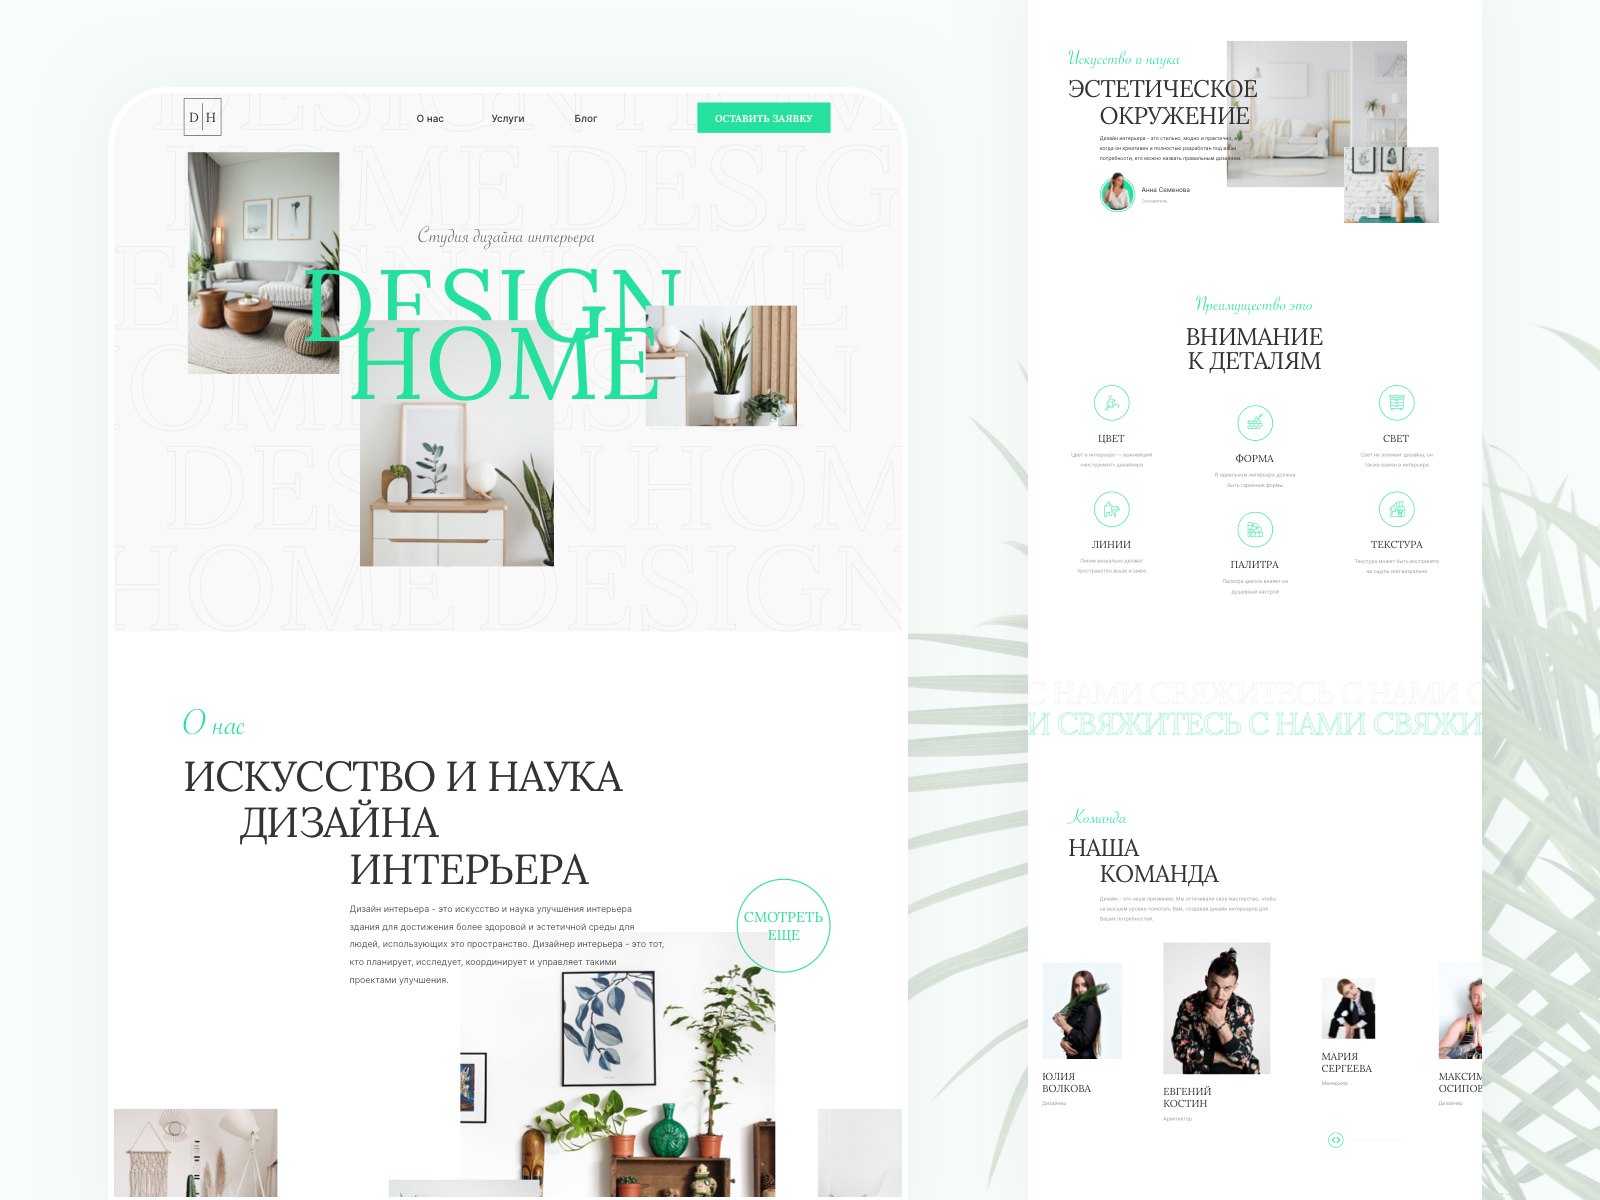 D H
О нас
Услуги
Блог
ОСТАВИТЬ ЗАЯВКУ
Студия дизайна интерьера
DESIGN
HOME
О нас
ИСКУССТВО И НАУКА
ДИЗАЙНА
ИНТЕРЬЕРА
Дизайн интерьера - это искусство и наука улучшения интерьера
здания для достижения более здоровой и эстетичной среды для
людей, использующих это пространство. Дизайнер интерьера - это тот,
кто планирует, исследует, координирует и управляет такими
проектами улучшения.
СМОТРЕТЬ
ЕЩЕ
Искусство и наука
ЭСТЕТИЧЕСКОЕ
ОКРУЖЕНИЕ
Дизайн интерьера - это стильно, модно и практично, а
когда он креативен и полностью разработан под ваши
потребности, его можно назвать правильным дизайном.
Анна Семенова
Основатель
Преимущество это
ВНИМАНИЕ
К ДЕТАЛЯМ
ЦВЕТ
Цвет в интерьере — важнейший
«инструмент» дизайнера
ФОРМА
В идеальном интерьере должна
быть гармония формы
СВЕТ
Свет не элемент дизайна, он
также важен в интерьере
ЛИНИИ
Линии визуально делают
пространство выше и шире
ПАЛИТРА
Палитра цветов влияет на
душевный настрой
ТЕКСТУРА
Текстура может быть воспринята
на ощупь или визуально
С НАМИ СВЯЖИТЕСЬ С НАМИ С
И СВЯЖИТЕСЬ С НАМИ СВЯЖИ
Команда
НАША
КОМАНДА
Дизайн - это наше призвание. Мы оттачивали свое мастерство, чтобы
на высшем уровне помогать Вам, создавая дизайн интерьеров для
Ваших потребностей.
ЮЛИЯ
ВОЛКОВА
Дизайнер
ЕВГЕНИЙ
КОСТИН
Архитектор
МАРИЯ
СЕРГЕЕВА
Менеджер
МАКСИМ
ОСИПОВ
Дизайнер